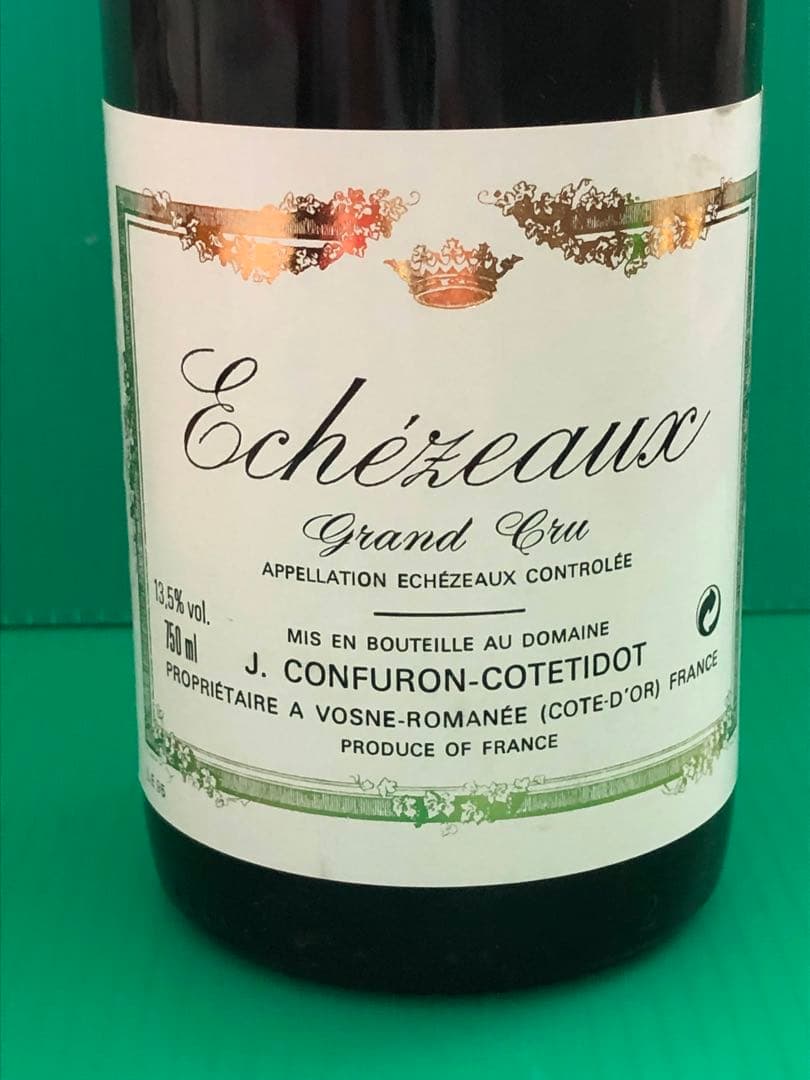 Echézeaux
Grand Cru
APPELLATION ECHÉZEAUX CONTROLÉE
13,5% vol.
750 ml
MIS EN BOUTEILLE AU DOMAINE
J. CONFURON-COTETIDOT
PROPRIÉTAIRE A VOSNE-ROMANÉE (COTE-D'OR) FRANCE
PRODUCE OF FRANCE